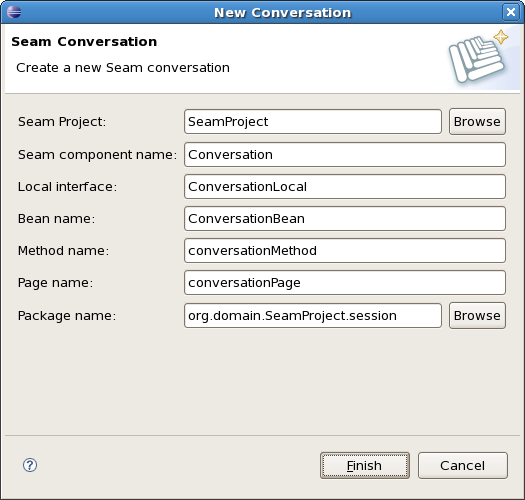 New Conversation
Seam Conversation
Create a new Seam conversation
Seam Project: SeamProject Browse
Seam component name: Conversation
Local interface: ConversationLocal
Bean name: ConversationBean
Method name: conversationMethod
Page name: conversationPage
Package name: org.domain.SeamProject.session Browse
? Finish Cancel